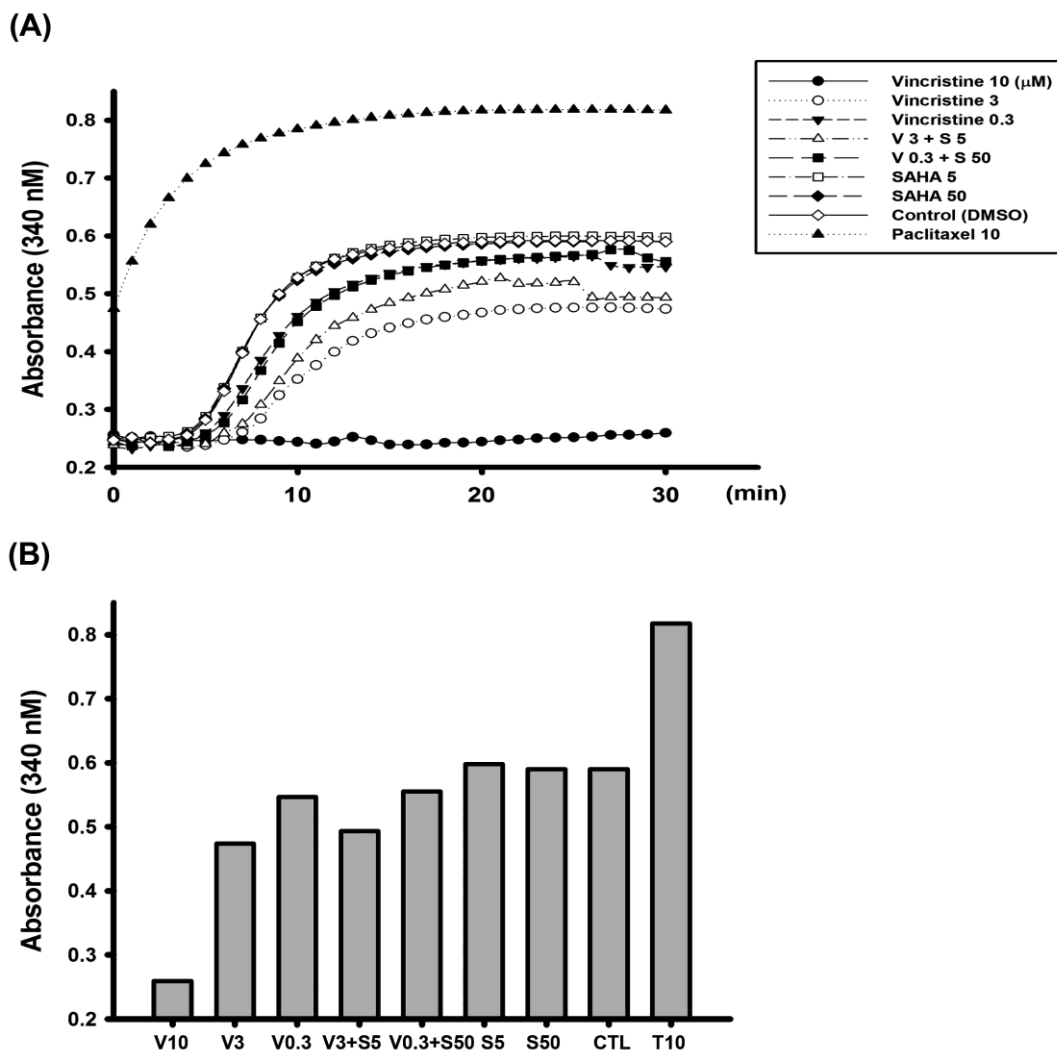 (A)
Absorbance (340 nM)
0.8
0.7
0.6
0.5
0.4
0.3
0.2
0 10 20 30 (min)
Vincristine 10 (μM)
Vincristine 3
Vincristine 0.3
V 3 + S 5
V 0.3 + S 50
SAHA 5
SAHA 50
Control (DMSO)
Paclitaxel 10
(B)
Absorbance (340 nM)
0.8
0.7
0.6
0.5
0.4
0.3
0.2
V10 V3 V0.3 V3+S5 V0.3+S50 S5 S50 CTL T10